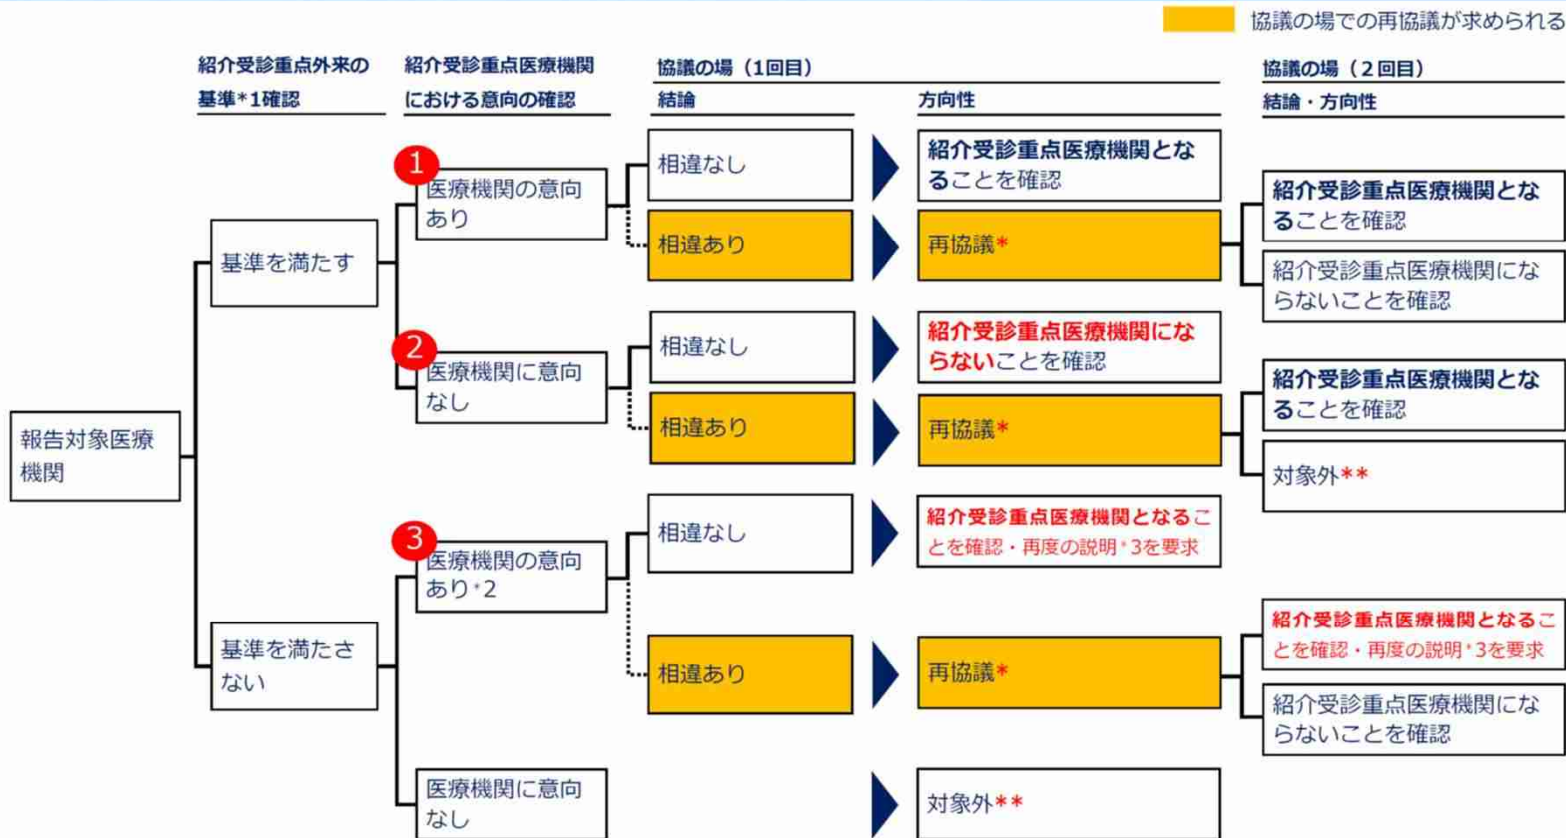 協議の場での再協議が求められる
紹介受診重点外来の
基準*1確認
紹介受診重点医療機関
における意向の確認
協議の場（1回目）
結論
方向性
協議の場（２回目）
結論・方向性
報告対象医療
機関
基準を満たす
1
医療機関の意向
あり
相違なし
紹介受診重点医療機関とな
ることを確認
相違あり
再協議*
紹介受診重点医療機関とな
ることを確認
紹介受診重点医療機関にな
らないことを確認
2
医療機関に意向
なし
相違なし
紹介受診重点医療機関にな
らないことを確認
相違あり
再協議*
紹介受診重点医療機関とな
ることを確認
対象外**
基準を満たさ
ない
3
医療機関の意向
あり*2
相違なし
紹介受診重点医療機関となるこ
とを確認・再度の説明*3を要求
相違あり
再協議*
紹介受診重点医療機関となるこ
とを確認・再度の説明*3を要求
紹介受診重点医療機関にな
らないことを確認
医療機関に意向
なし
対象外**